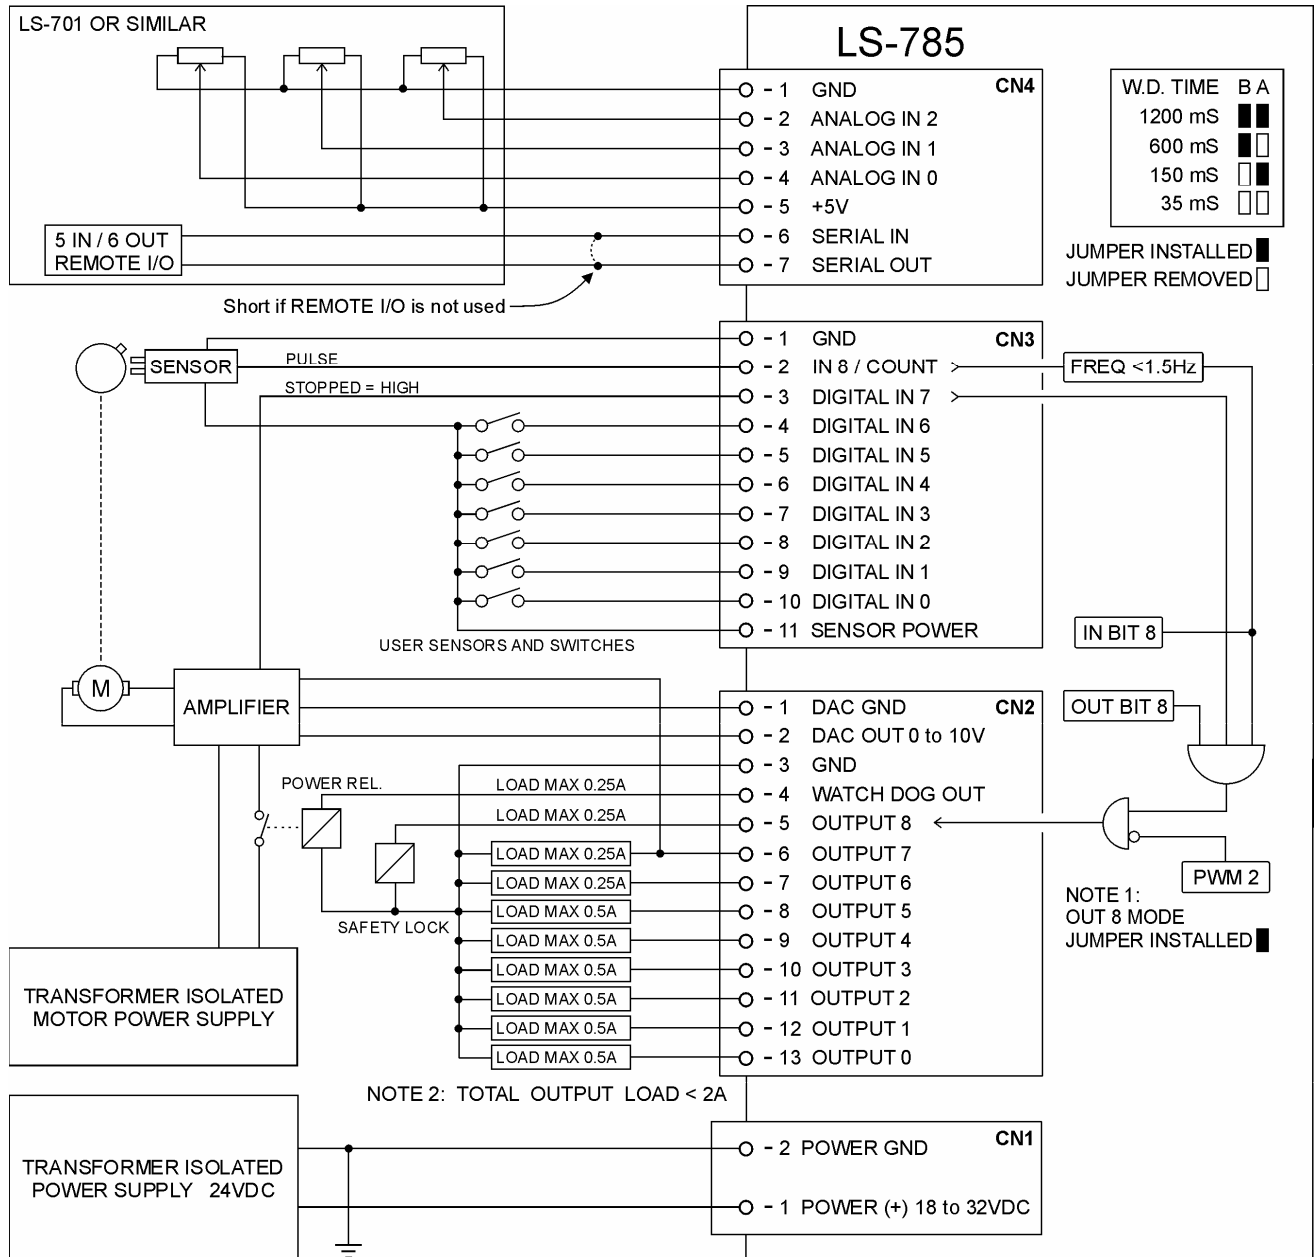 LS-701 OR SIMILAR
LS-785
CN4
- 1 GND
- 2 ANALOG IN 2
- 3 ANALOG IN 1
- 4 ANALOG IN 0
- 5 +5V
- 6 SERIAL IN
- 7 SERIAL OUT
5 IN / 6 OUT
REMOTE I/O
Short if REMOTE I/O is not used
W.D. TIME B A
1200 mS
600 mS
150 mS
35 mS
JUMPER INSTALLED
JUMPER REMOVED
CN3
- 1 GND
- 2 IN 8 / COUNT
- 3 DIGITAL IN 7
- 4 DIGITAL IN 6
- 5 DIGITAL IN 5
- 6 DIGITAL IN 4
- 7 DIGITAL IN 3
- 8 DIGITAL IN 2
- 9 DIGITAL IN 1
- 10 DIGITAL IN 0
- 11 SENSOR POWER
SENSOR
PULSE
STOPPED = HIGH
FREQ <1.5Hz
USER SENSORS AND SWITCHES
IN BIT 8
OUT BIT 8
M
AMPLIFIER
CN2
- 1 DAC GND
- 2 DAC OUT 0 to 10V
- 3 GND
- 4 WATCH DOG OUT
- 5 OUTPUT 8
- 6 OUTPUT 7
- 7 OUTPUT 6
- 8 OUTPUT 5
- 9 OUTPUT 4
- 10 OUTPUT 3
- 11 OUTPUT 2
- 12 OUTPUT 1
- 13 OUTPUT 0
POWER REL.
LOAD MAX 0.25A
LOAD MAX 0.25A
LOAD MAX 0.25A
LOAD MAX 0.25A
LOAD MAX 0.5A
LOAD MAX 0.5A
LOAD MAX 0.5A
LOAD MAX 0.5A
LOAD MAX 0.5A
LOAD MAX 0.5A
SAFETY LOCK
PWM 2
NOTE 1:
OUT 8 MODE
JUMPER INSTALLED
TRANSFORMER ISOLATED
MOTOR POWER SUPPLY
NOTE 2: TOTAL OUTPUT LOAD < 2A
CN1
- 2 POWER GND
- 1 POWER (+) 18 to 32VDC
TRANSFORMER ISOLATED
POWER SUPPLY 24VDC